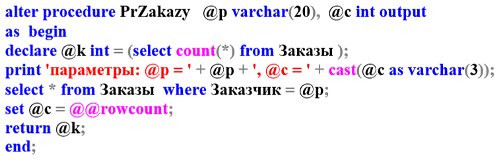 alter procedure PrZakazy   @p varchar(20),  @c int output
as  begin
declare @k int = (select count(*) from Заказы );
print 'параметры: @p = ' + @p + ', @c = ' + cast(@c as varchar(3));
select * from Заказы  where Заказчик = @p;
set @c = @@rowcount;
return @k;
end;